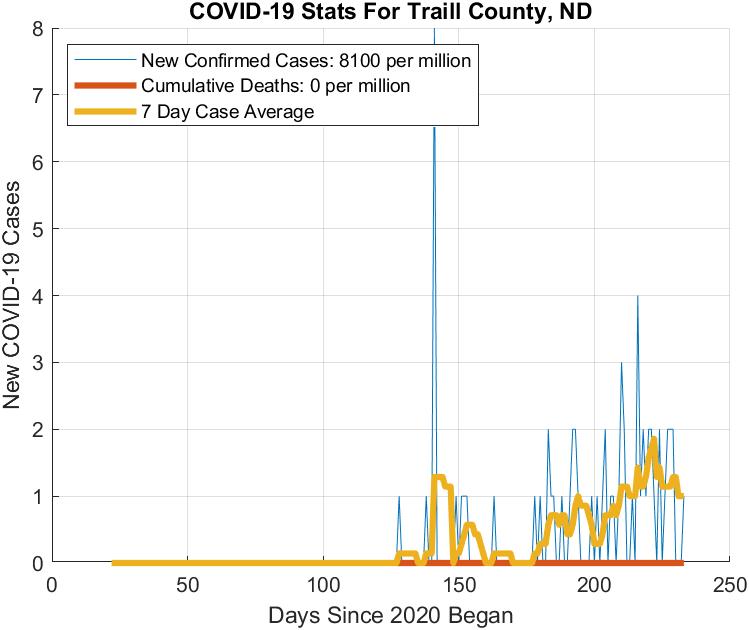 COVID-19 Stats For Traill County, ND
8
New Confirmed Cases: 8100 per million
Cumulative Deaths: 0 per million
7 Day Case Average
7
6
5
4
3
2
1
0
New COVID-19 Cases
0 50 100 150 200 250
Days Since 2020 Began